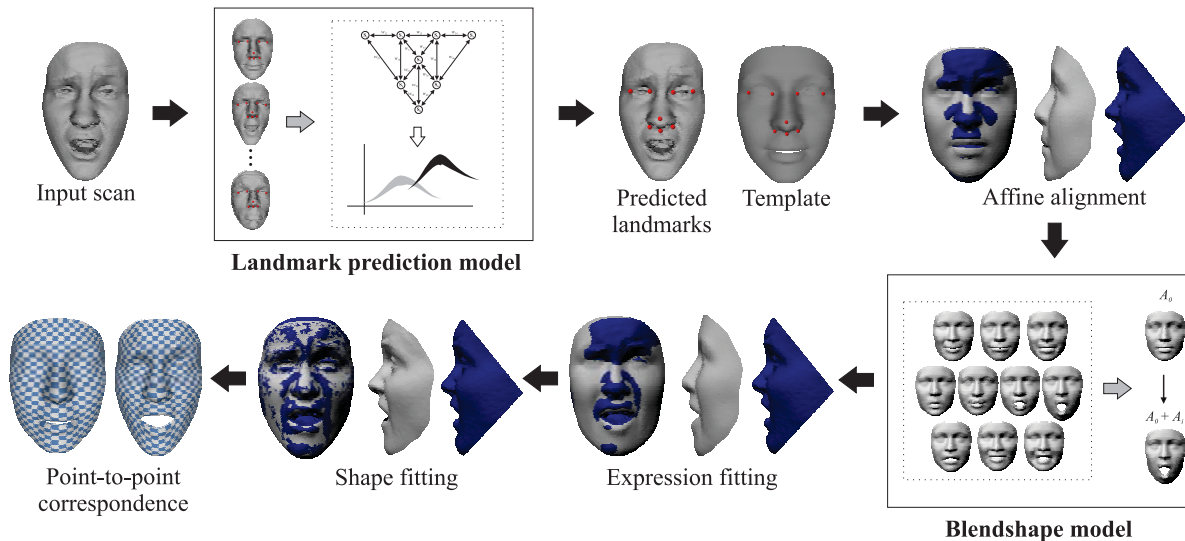 Input scan
Landmark prediction model
Predicted
landmarks
Template
Affine alignment
A₀
A₀ + Aᵢ
Blendshape model
Expression fitting
Shape fitting
Point-to-point
correspondence